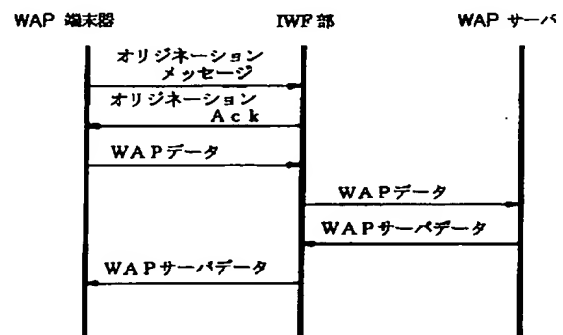 WAP 端末器 IWF 部 WAP サーバ
オリジネーション
メッセージ
オリジネーション
Ack
WAPデータ
WAPデータ
WAPサーバデータ
WAPサーバデータ